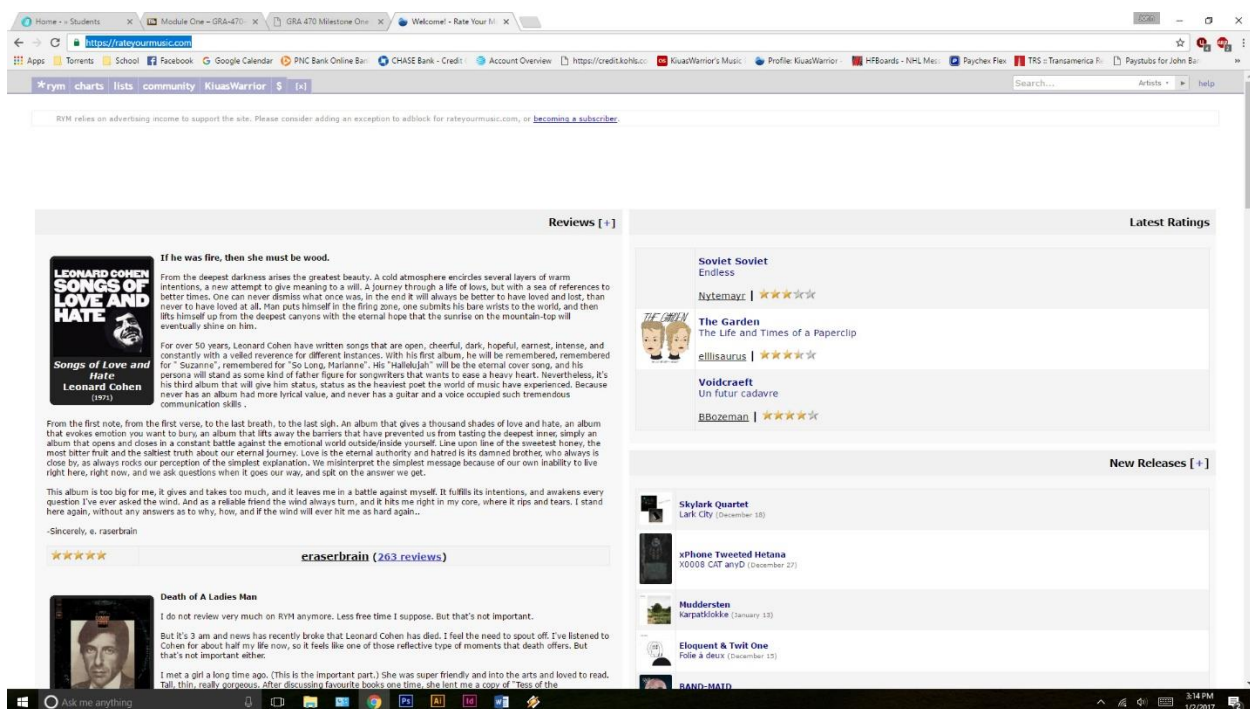 Home - » Students
Module One – GRA-470-
GRA 470 Milestone One
Welcome! - Rate Your M
https://rateyourmusic.com
Apps Torrents School Facebook Google Calendar PNC Bank Online Ban CHASE Bank - Credit Account Overview https://credit.kohls.co KiuasWarrior's Music Profile: KiuasWarrior - HFBoards - NHL Mess Paychex Flex TRS :: Transamerica Re Paystubs for John Bar
*rym charts lists community KiuasWarrior $ [x]
Search... Artists help
RYM relies on advertising income to support the site. Please consider adding an exception to adblock for rateyourmusic.com, or becoming a subscriber.
Reviews [+]
LEONARD COHEN
SONGS OF
LOVE AND
HATE
Songs of Love and
Hate
Leonard Cohen
(1971)
If he was fire, then she must be wood.
From the deepest darkness arises the greatest beauty. A cold atmosphere encircles several layers of warm
intentions, a new attempt to give meaning to a will. A journey through a life of lows, but with a sea of references to
better times. One can never dismiss what once was, in the end it will always be better to have loved and lost, than
never to have loved at all. Man puts himself in the firing zone, one submits his bare wrists to the world, and then
lifts himself up from the deepest canyons with the eternal hope that the sunrise on the mountain-top will
eventually shine on him.
For over 50 years, Leonard Cohen have written songs that are open, cheerful, dark, hopeful, earnest, intense, and
constantly with a veiled reverence for different instances. With his first album, he will be remembered, remembered
for " Suzanne", remembered for "So Long, Marianne". His "Hallelujah" will be the eternal cover song, and his
persona will stand as some kind of father figure for songwriters that wants to ease a heavy heart. Nevertheless, it's
his third album that will give him status, status as the heaviest poet the world of music have experienced. Because
never has an album had more lyrical value, and never has a guitar and a voice occupied such tremendous
communication skills .
From the first note, from the first verse, to the last breath, to the last sigh. An album that gives a thousand shades of love and hate, an album
that evokes emotion you want to bury, an album that lifts away the barriers that have prevented us from tasting the deepest inner, simply an
album that opens and closes in a constant battle against the emotional world outside/inside yourself. Line upon line of the sweetest honey, the
most bitter fruit and the saltiest truth about our eternal journey. Love is the eternal authority and hatred is its damned brother, who always is
close by, as always rocks our perception of the simplest explanation. We misinterpret the simplest message because of our own inability to live
right here, right now, and we ask questions when it goes our way, and spit on the answer we get.
This album is too big for me, it gives and takes too much, and it leaves me in a battle against myself. It fulfills its intentions, and awakens every
question I've ever asked the wind. And as a reliable friend the wind always turn, and it hits me right in my core, where it rips and tears. I stand
here again, without any answers as to why, how, and if the wind will ever hit me as hard again..
-Sincerely, e. raserbrain
eraserbrain (263 reviews)
Death of A Ladies Man
I do not review very much on RYM anymore. Less free time I suppose. But that's not important.
But it's 3 am and news has recently broke that Leonard Cohen has died. I feel the need to spout off. I've listened to
Cohen for about half my life now, so it feels like one of those reflective type of moments that death offers. But
that's not important either.
I met a girl a long time ago. (This is the important part.) She was super friendly and into the arts and loved to read.
Tall, thin, really gorgeous. After discussing favourite books one time, she lent me a copy of "Tess of the
Latest Ratings
Soviet Soviet
Endless
Nytemayr |
THE GARDEN
The Garden
The Life and Times of a Paperclip
elllisaurus |
Voidcraeft
Un futur cadavre
BBozeman |
New Releases [+]
Skylark Quartet
Lark City (December 18)
xPhone Tweeted Hetana
X0008 CAT anyD (December 27)
Muddersten
Karpatklokke (January 13)
Eloquent & Twit One
Folie à deux (December 15)
BAND-MAID
Ask me anything
Ps Ai Id
3:14 PM
1/2/2017